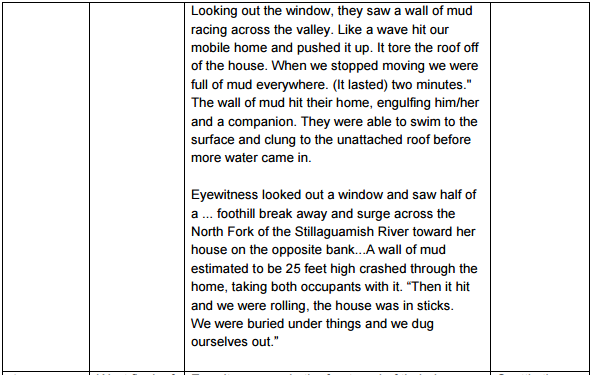 Looking out the window, they saw a wall of mud
racing across the valley. Like a wave hit our
mobile home and pushed it up. It tore the roof off
of the house. When we stopped moving we were
full of mud everywhere. (It lasted) two minutes."
The wall of mud hit their home, engulfing him/her
and a companion. They were able to swim to the
surface and clung to the unattached roof before
more water came in.
Eyewitness looked out a window and saw half of
a ... foothill break away and surge across the
North Fork of the Stillaguamish River toward her
house on the opposite bank...A wall of mud
estimated to be 25 feet high crashed through the
home, taking both occupants with it. “Then it hit
and we were rolling, the house was in sticks.
We were buried under things and we dug
ourselves out.”